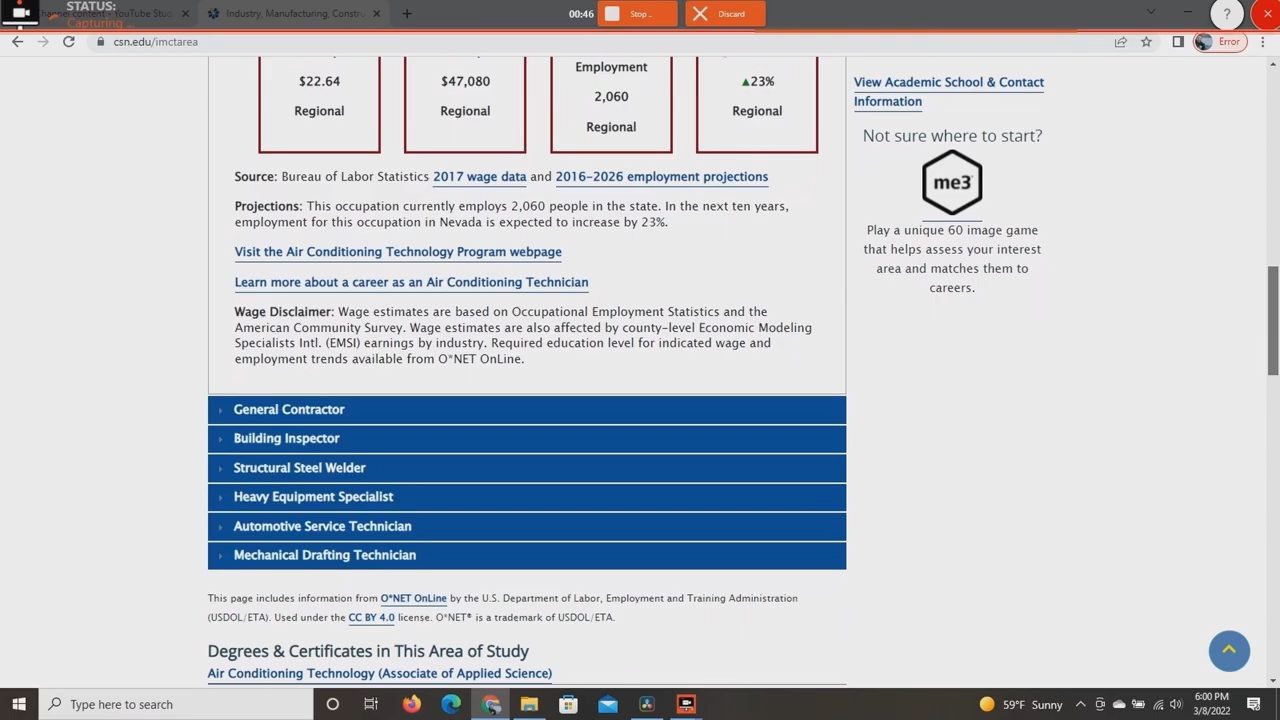 STATUS:
Capturing ...
hannel content - YouTube Stud
Industry, Manufacturing, Constru
00:46
Stop..
Discard
csn.edu/imctarea
Error
$22.64
Regional
$47,080
Regional
Employment
2,060
Regional
▲23%
Regional
Source: Bureau of Labor Statistics 2017 wage data and 2016-2026 employment projections
Projections: This occupation currently employs 2,060 people in the state. In the next ten years,
employment for this occupation in Nevada is expected to increase by 23%.
Visit the Air Conditioning Technology Program webpage
Learn more about a career as an Air Conditioning Technician
Wage Disclaimer: Wage estimates are based on Occupational Employment Statistics and the
American Community Survey. Wage estimates are also affected by county-level Economic Modeling
Specialists Intl. (EMSI) earnings by industry. Required education level for indicated wage and
employment trends available from O*NET OnLine.
General Contractor
Building Inspector
Structural Steel Welder
Heavy Equipment Specialist
Automotive Service Technician
Mechanical Drafting Technician
This page includes information from O*NET OnLine by the U.S. Department of Labor, Employment and Training Administration
(USDOL/ETA). Used under the CC BY 4.0 license. O*NET® is a trademark of USDOL/ETA.
Degrees & Certificates in This Area of Study
Air Conditioning Technology (Associate of Applied Science)
View Academic School & Contact
Information
Not sure where to start?
me3
Play a unique 60 image game
that helps assess your interest
area and matches them to
careers.
Type here to search
59°F Sunny
6:00 PM
3/8/2022